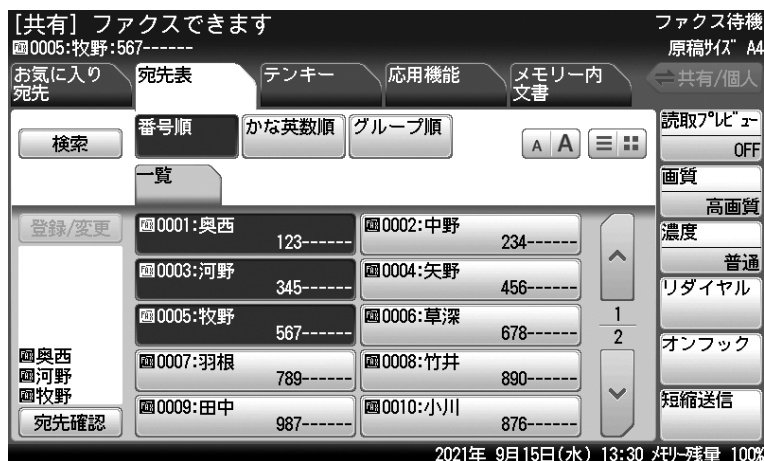 [共有] ファクスできます
ファクス待機
0005:牧野:567------
原稿サイズ A4
お気に入り
宛先
宛先表
テンキー
応用機能
メモリー内
文書
共有/個人
検索
番号順
かな英数順
グループ順
A A
読取プレビュー
OFF
一覧
画質
高画質
登録/変更
0001:奥西
123------
0002:中野
234------
濃度
普通
0003:河野
345------
0004:矢野
456------
リダイヤル
0005:牧野
567------
0006:草深
678------
1
2
オンフック
奥西
河野
牧野
0007:羽根
789------
0008:竹井
890------
短縮送信
宛先確認
0009:田中
987------
0010:小川
876------
2021年 9月15日(水) 13:30 メモリー残量 100%